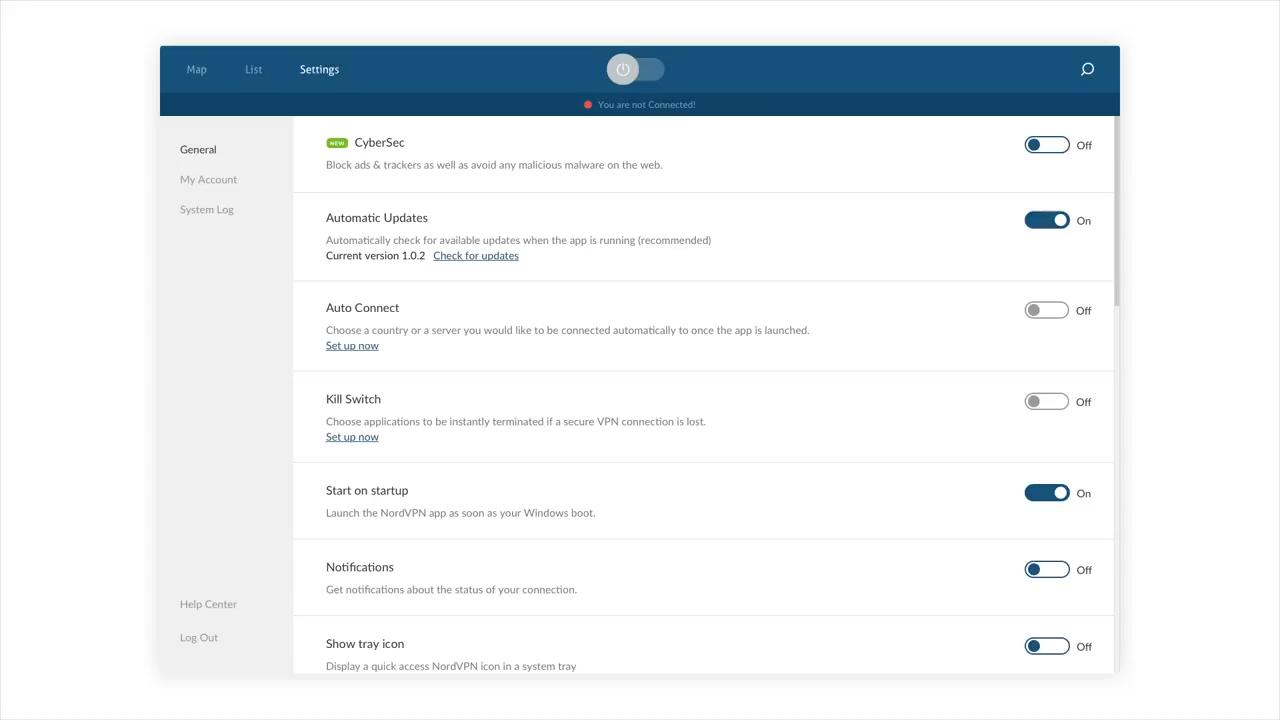 Map List Settings
You are not Connected!
General
My Account
System Log
Help Center
Log Out
NEW CyberSec Off
Block ads & trackers as well as avoid any malicious malware on the web.
Automatic Updates On
Automatically check for available updates when the app is running (recommended)
Current version 1.0.2 Check for updates
Auto Connect Off
Choose a country or a server you would like to be connected automatically to once the app is launched.
Set up now
Kill Switch Off
Choose applications to be instantly terminated if a secure VPN connection is lost.
Set up now
Start on startup On
Launch the NordVPN app as soon as your Windows boot.
Notifications Off
Get notifications about the status of your connection.
Show tray icon Off
Display a quick access NordVPN icon in a system tray